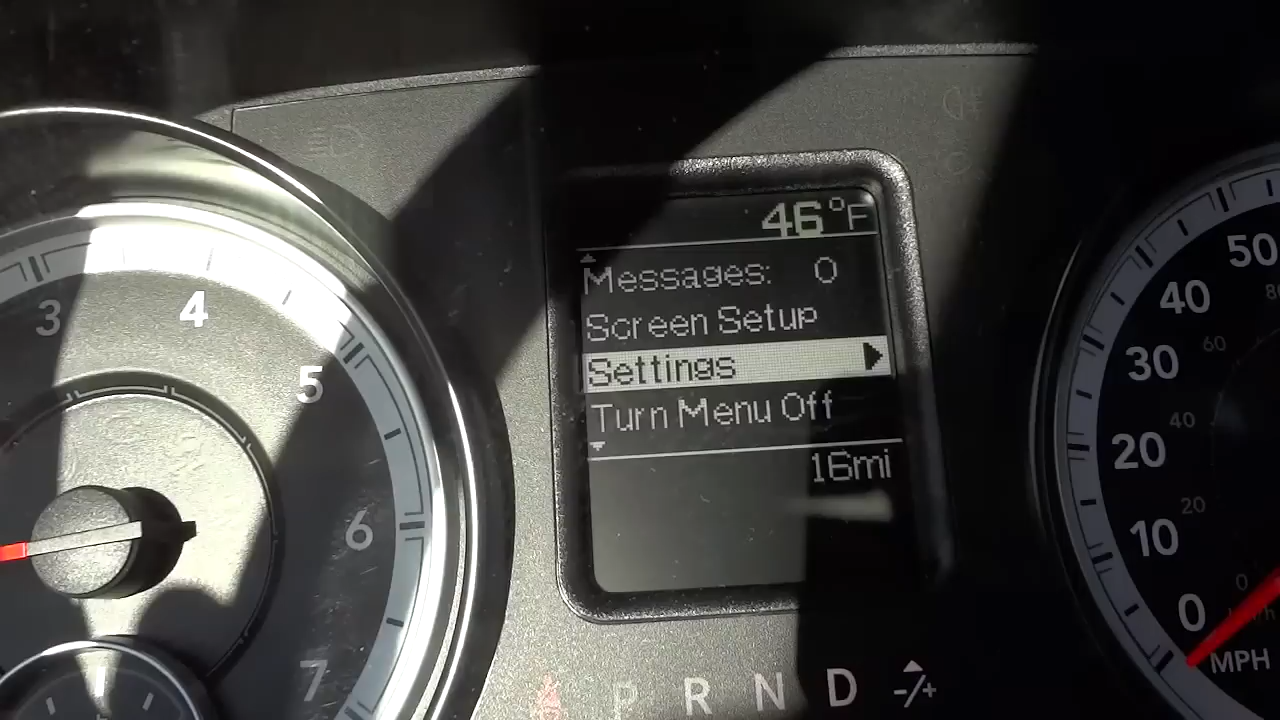 46°F
Messages: 0
Screen Setup
Settings
Turn Menu Off
16mi
3
4
5
6
7
P R N D -/+
50
40
30
20
10
0
MPH
60
40
20
0